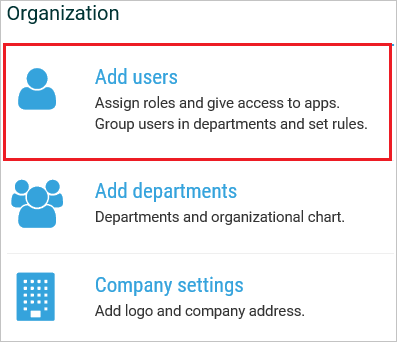 Organization
Add users
Assign roles and give access to apps.
Group users in departments and set rules.
Add departments
Departments and organizational chart.
Company settings
Add logo and company address.